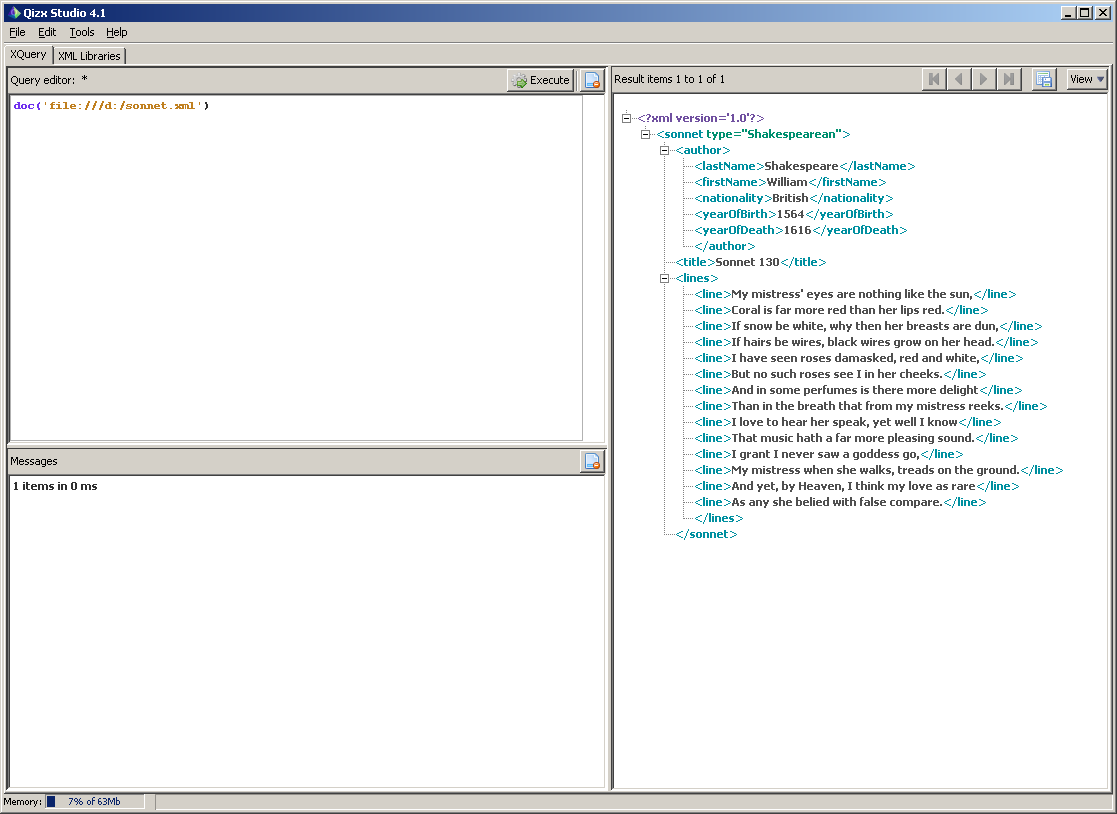 Qizx Studio 4.1
File Edit Tools Help
XQuery XML Libraries
Query editor: * Execute
doc('file:///d:/sonnet.xml')
Messages
1 items in 0 ms
Result items 1 to 1 of 1 View
<?xml version='1.0'?>
<sonnet type="Shakespearean">
<author>
<lastName>Shakespeare</lastName>
<firstName>William</firstName>
<nationality>British</nationality>
<yearOfBirth>1564</yearOfBirth>
<yearOfDeath>1616</yearOfDeath>
</author>
<title>Sonnet 130</title>
<lines>
<line>My mistress' eyes are nothing like the sun,</line>
<line>Coral is far more red than her lips red.</line>
<line>If snow be white, why then her breasts are dun,</line>
<line>If hairs be wires, black wires grow on her head.</line>
<line>I have seen roses damasked, red and white,</line>
<line>But no such roses see I in her cheeks.</line>
<line>And in some perfumes is there more delight</line>
<line>Than in the breath that from my mistress reeks.</line>
<line>I love to hear her speak, yet well I know</line>
<line>That music hath a far more pleasing sound.</line>
<line>I grant I never saw a goddess go,</line>
<line>My mistress when she walks, treads on the ground.</line>
<line>And yet, by Heaven, I think my love as rare</line>
<line>As any she belied with false compare.</line>
</lines>
</sonnet>
Memory: 7% of 63Mb